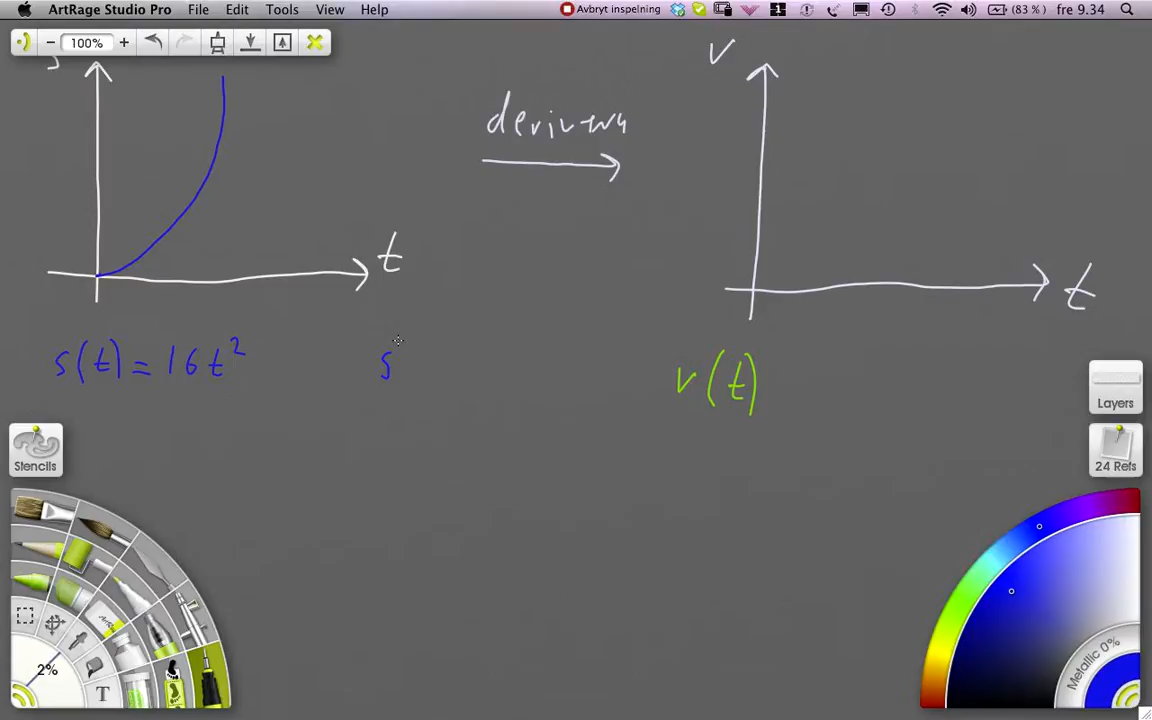 ArtRage Studio Pro File Edit Tools View Help Avbryt inspelning 1 (83 %) fre 9.34
100%
s
v
derivera
t
t
s(t) = 16t²
s
v(t)
Layers
Stencils
24 Refs
2%
T
Metallic 0%